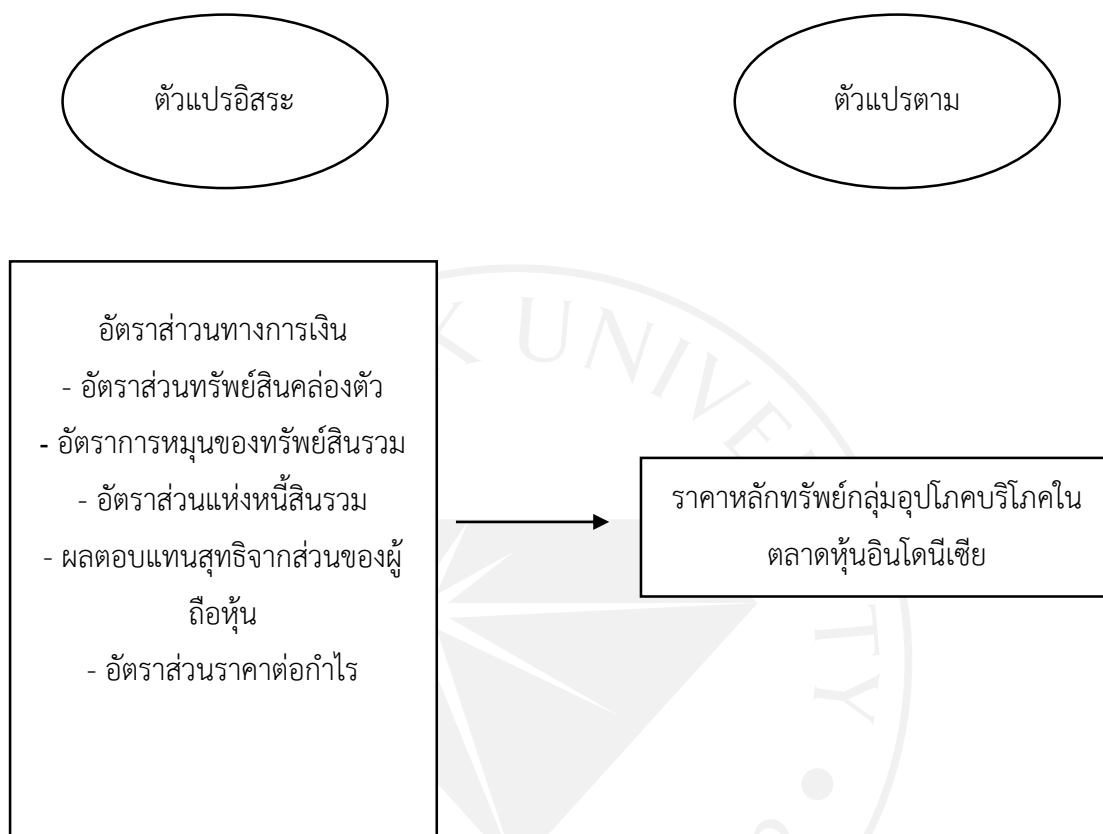 ตัวแปรอิสระ
ตัวแปรตาม
อัตราส่าวนทางการเงิน
- อัตราส่วนทรัพย์สินคล่องตัว
- อัตราการหมุนของทรัพย์สินรวม
- อัตราส่วนแห่งหนี้สินรวม
- ผลตอบแทนสุทธิจากส่วนของผู้
ถือหุ้น
- อัตราส่วนราคาต่อกำไร
ราคาหลักทรัพย์กลุ่มอุปโภคบริโภคใน
ตลาดหุ้นอินโดนีเซีย
K UNIVERSITY